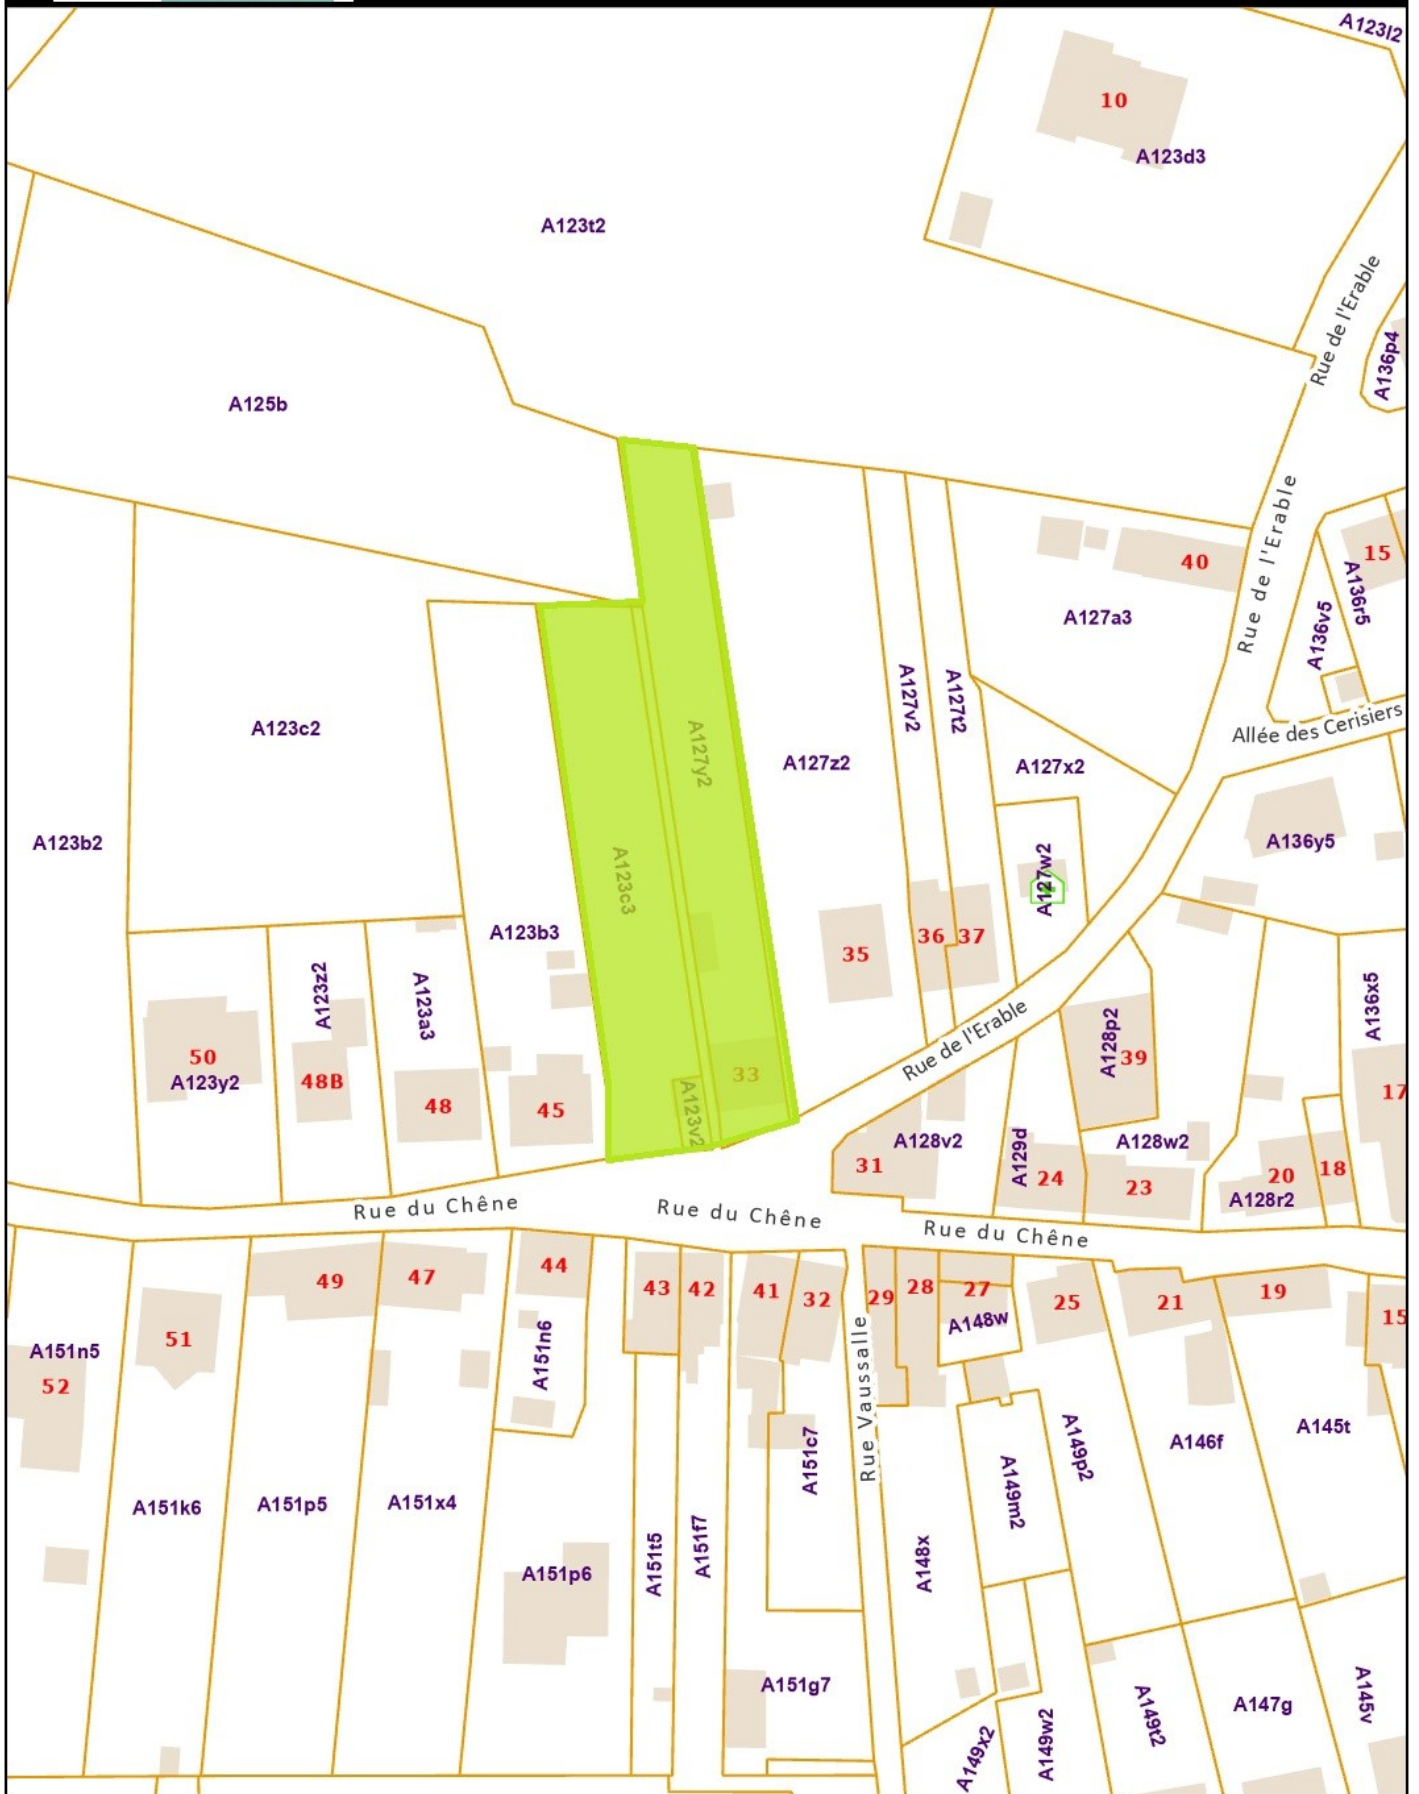 A123l2
10
A123d3
A123t2
Rue de l'Erable
A136p4
A125b
Rue de l'Erable
40
15
A136r5
A127a3
A136v5
A127v2
A127t2
Allée des Cerisiers
A123c2
A127y2
A127z2
A127x2
A123b2
A136y5
A123c3
A127w2
A123b3
35
36
37
A123z2
A123a3
A136x5
50
A123y2
48B
48
45
33
A123v2
Rue de l'Erable
A128p2
39
17
31
A128v2
A129d
24
A128w2
23
20
18
A128r2
Rue du Chêne
Rue du Chêne
Rue du Chêne
49
47
44
43
42
41
32
29
28
27
25
21
19
15
51
A151n5
52
A151n6
A148w
Rue Vaussalle
A151c7
A149p2
A146f
A145t
A149m2
A151k6
A151p5
A151x4
A151p6
A151t5
A151f7
A148x
A151g7
A149x2
A149w2
A149t2
A147g
A145v